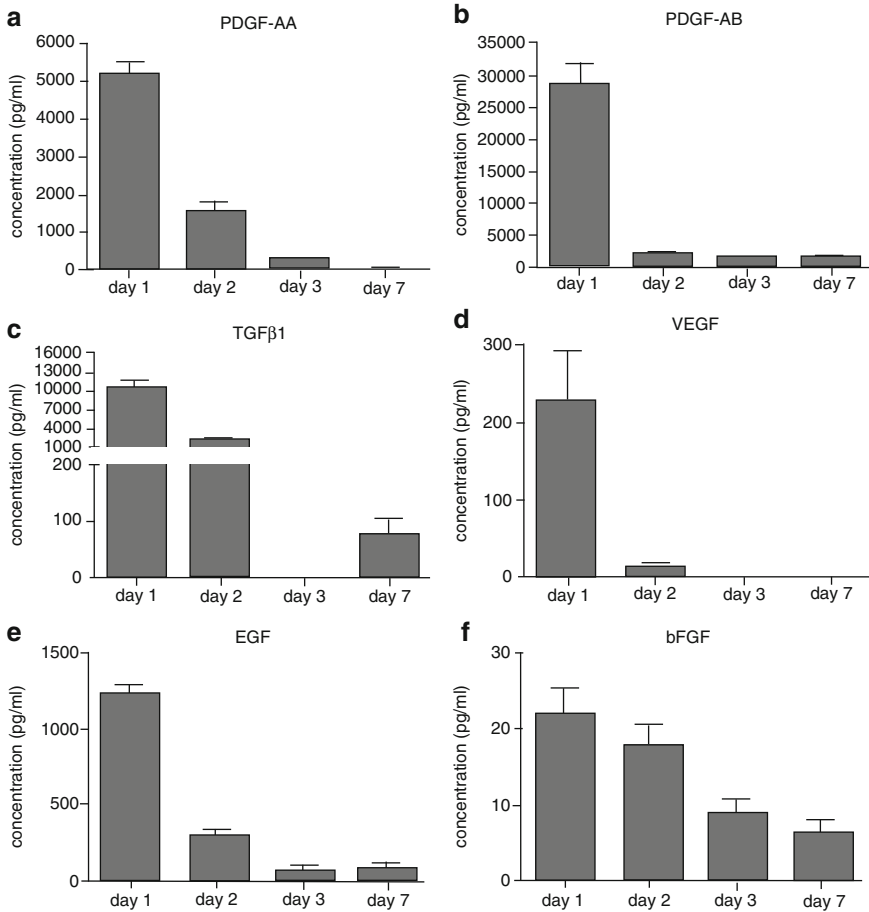 a
PDGF-AA
concentration (pg/ml)
6000
5000
4000
3000
2000
1000
0
day 1 day 2 day 3 day 7
b
PDGF-AB
concentration (pg/ml)
35000
30000
25000
20000
15000
10000
5000
0
day 1 day 2 day 3 day 7
c
TGFβ1
concentration (pg/ml)
16000
13000
10000
7000
4000
1000
200
100
0
day 1 day 2 day 3 day 7
d
VEGF
concentration (pg/ml)
300
200
100
0
day 1 day 2 day 3 day 7
e
EGF
concentration (pg/ml)
1500
1000
500
0
day 1 day 2 day 3 day 7
f
bFGF
concentration (pg/ml)
30
20
10
0
day 1 day 2 day 3 day 7